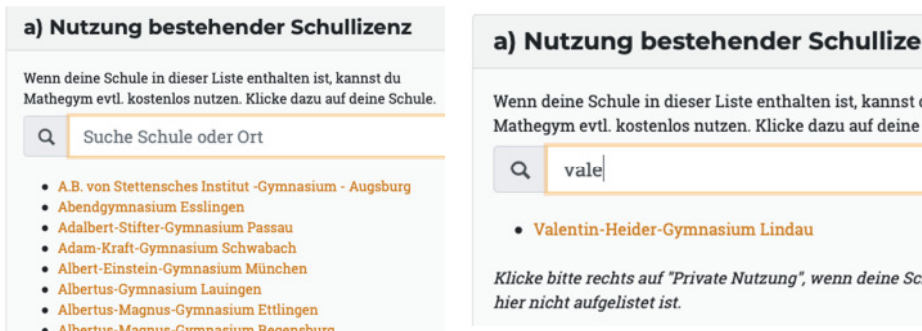 a) Nutzung bestehender Schullizenz
Wenn deine Schule in dieser Liste enthalten ist, kannst du
Mathegym evtl. kostenlos nutzen. Klicke dazu auf deine Schule.
Suche Schule oder Ort
A.B. von Stettensches Institut -Gymnasium - Augsburg
Abendgymnasium Esslingen
Adalbert-Stifter-Gymnasium Passau
Adam-Kraft-Gymnasium Schwabach
Albert-Einstein-Gymnasium München
Albertus-Gymnasium Lauingen
Albertus-Magnus-Gymnasium Ettlingen
Albertus-Magnus-Gymnasium Regensburg
a) Nutzung bestehender Schullize
Wenn deine Schule in dieser Liste enthalten ist, kannst
Mathegym evtl. kostenlos nutzen. Klicke dazu auf deine
vale
Valentin-Heider-Gymnasium Lindau
Klicke bitte rechts auf "Private Nutzung", wenn deine Sc
hier nicht aufgelistet ist.